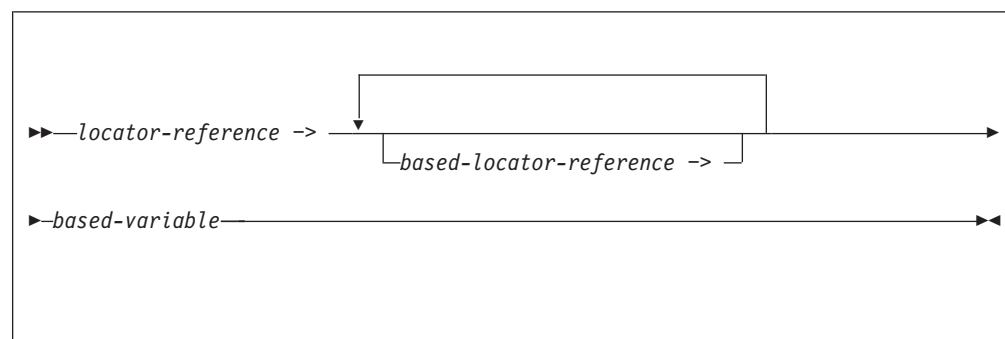 ►►—locator-reference –> —based-locator-reference –>—►
►—based-variable—►◄